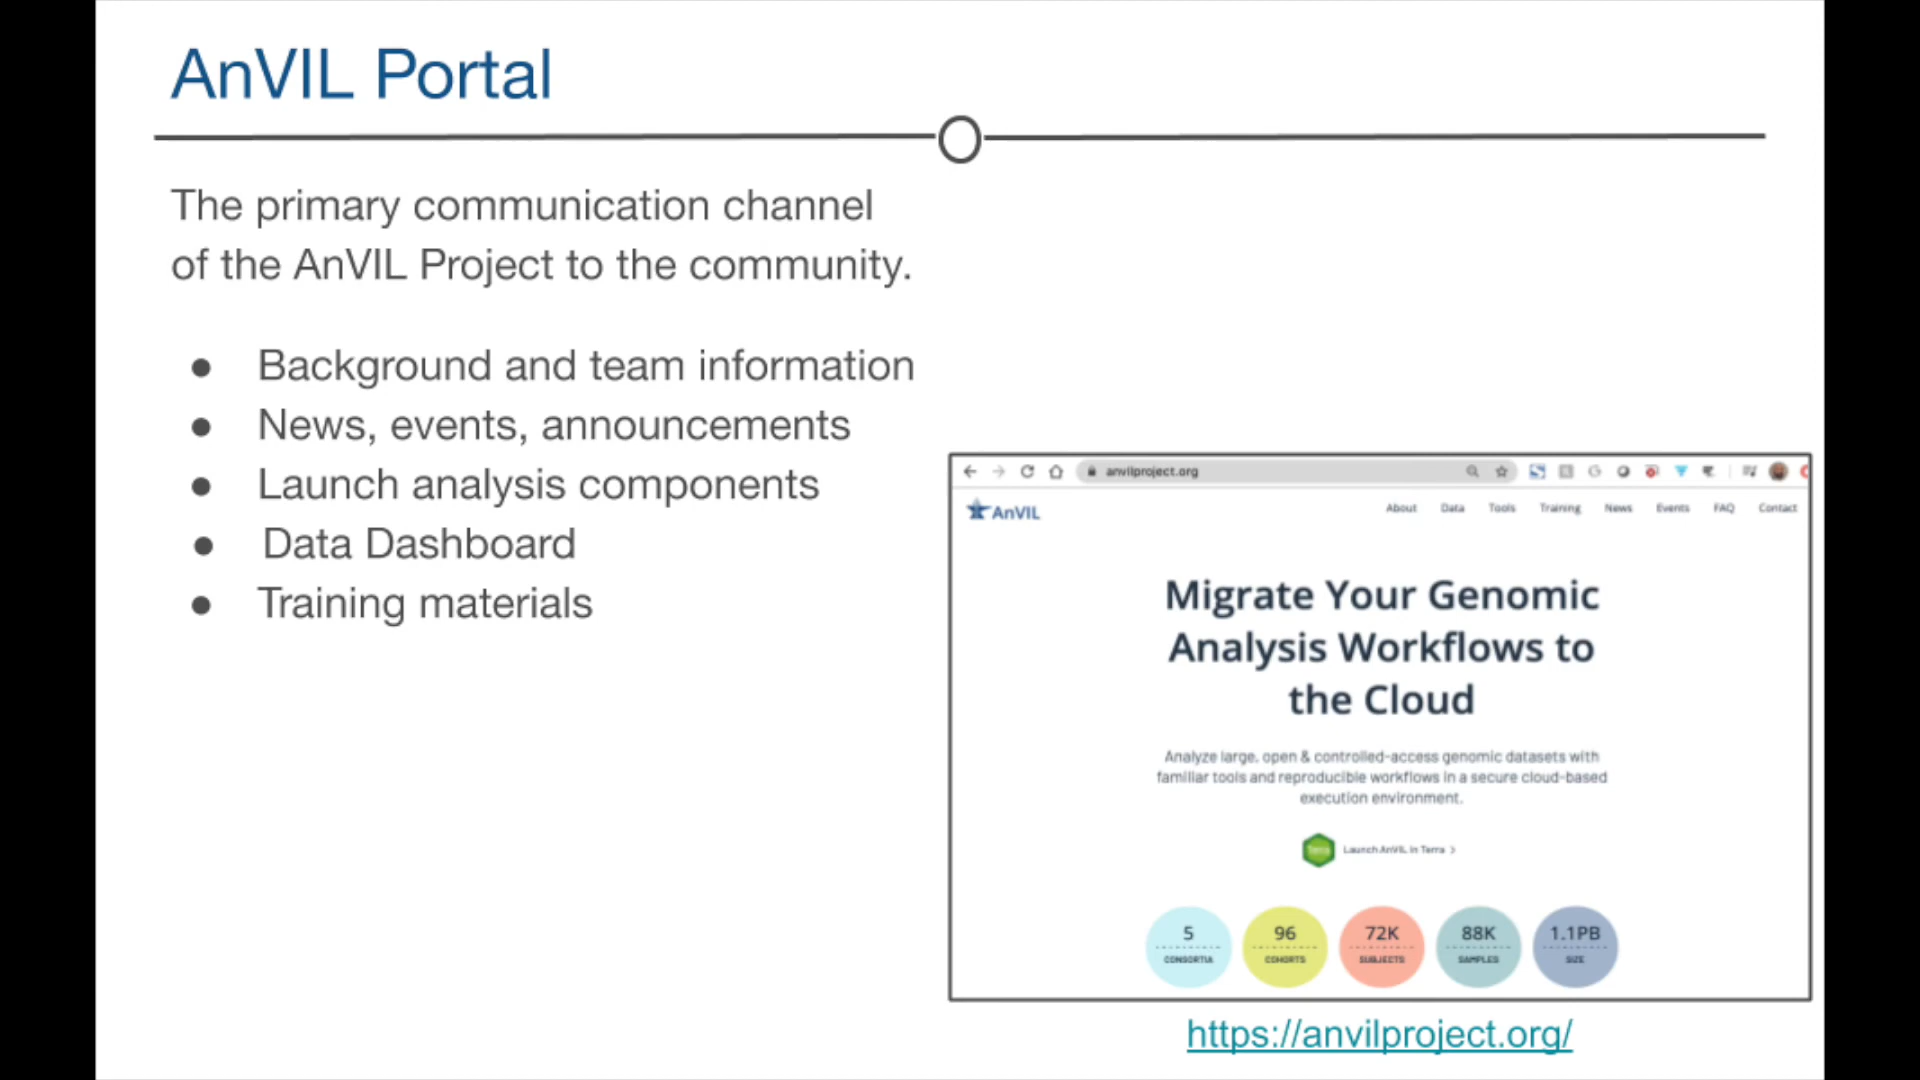 AnVIL Portal
The primary communication channel
of the AnVIL Project to the community.
● Background and team information
● News, events, announcements
● Launch analysis components
● Data Dashboard
● Training materials
anvilproject.org
AnVIL
About Data Tools Training News Events FAQ Contact
Migrate Your Genomic
Analysis Workflows to
the Cloud
Analyze large, open & controlled-access genomic datasets with
familiar tools and reproducible workflows in a secure cloud-based
execution environment.
Terra
Launch AnVIL in Terra >
5 96 72K 88K 1.1PB
CONSORTIA COHORTS SUBJECTS SAMPLES SIZE
https://anvilproject.org/